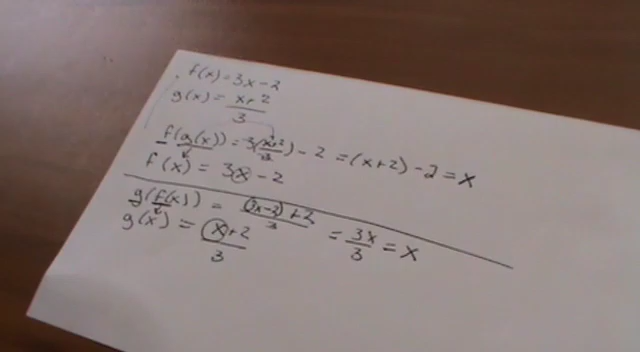 f(x)=3x-2
g(x)=(x+2)/3
f(g(x))=3((x+2)/3)-2=(x+2)-2=x
f(x)=3x-2
g(f(x))=((3x-2)+2)/3=3x/3=x
g(x)=(x+2)/3